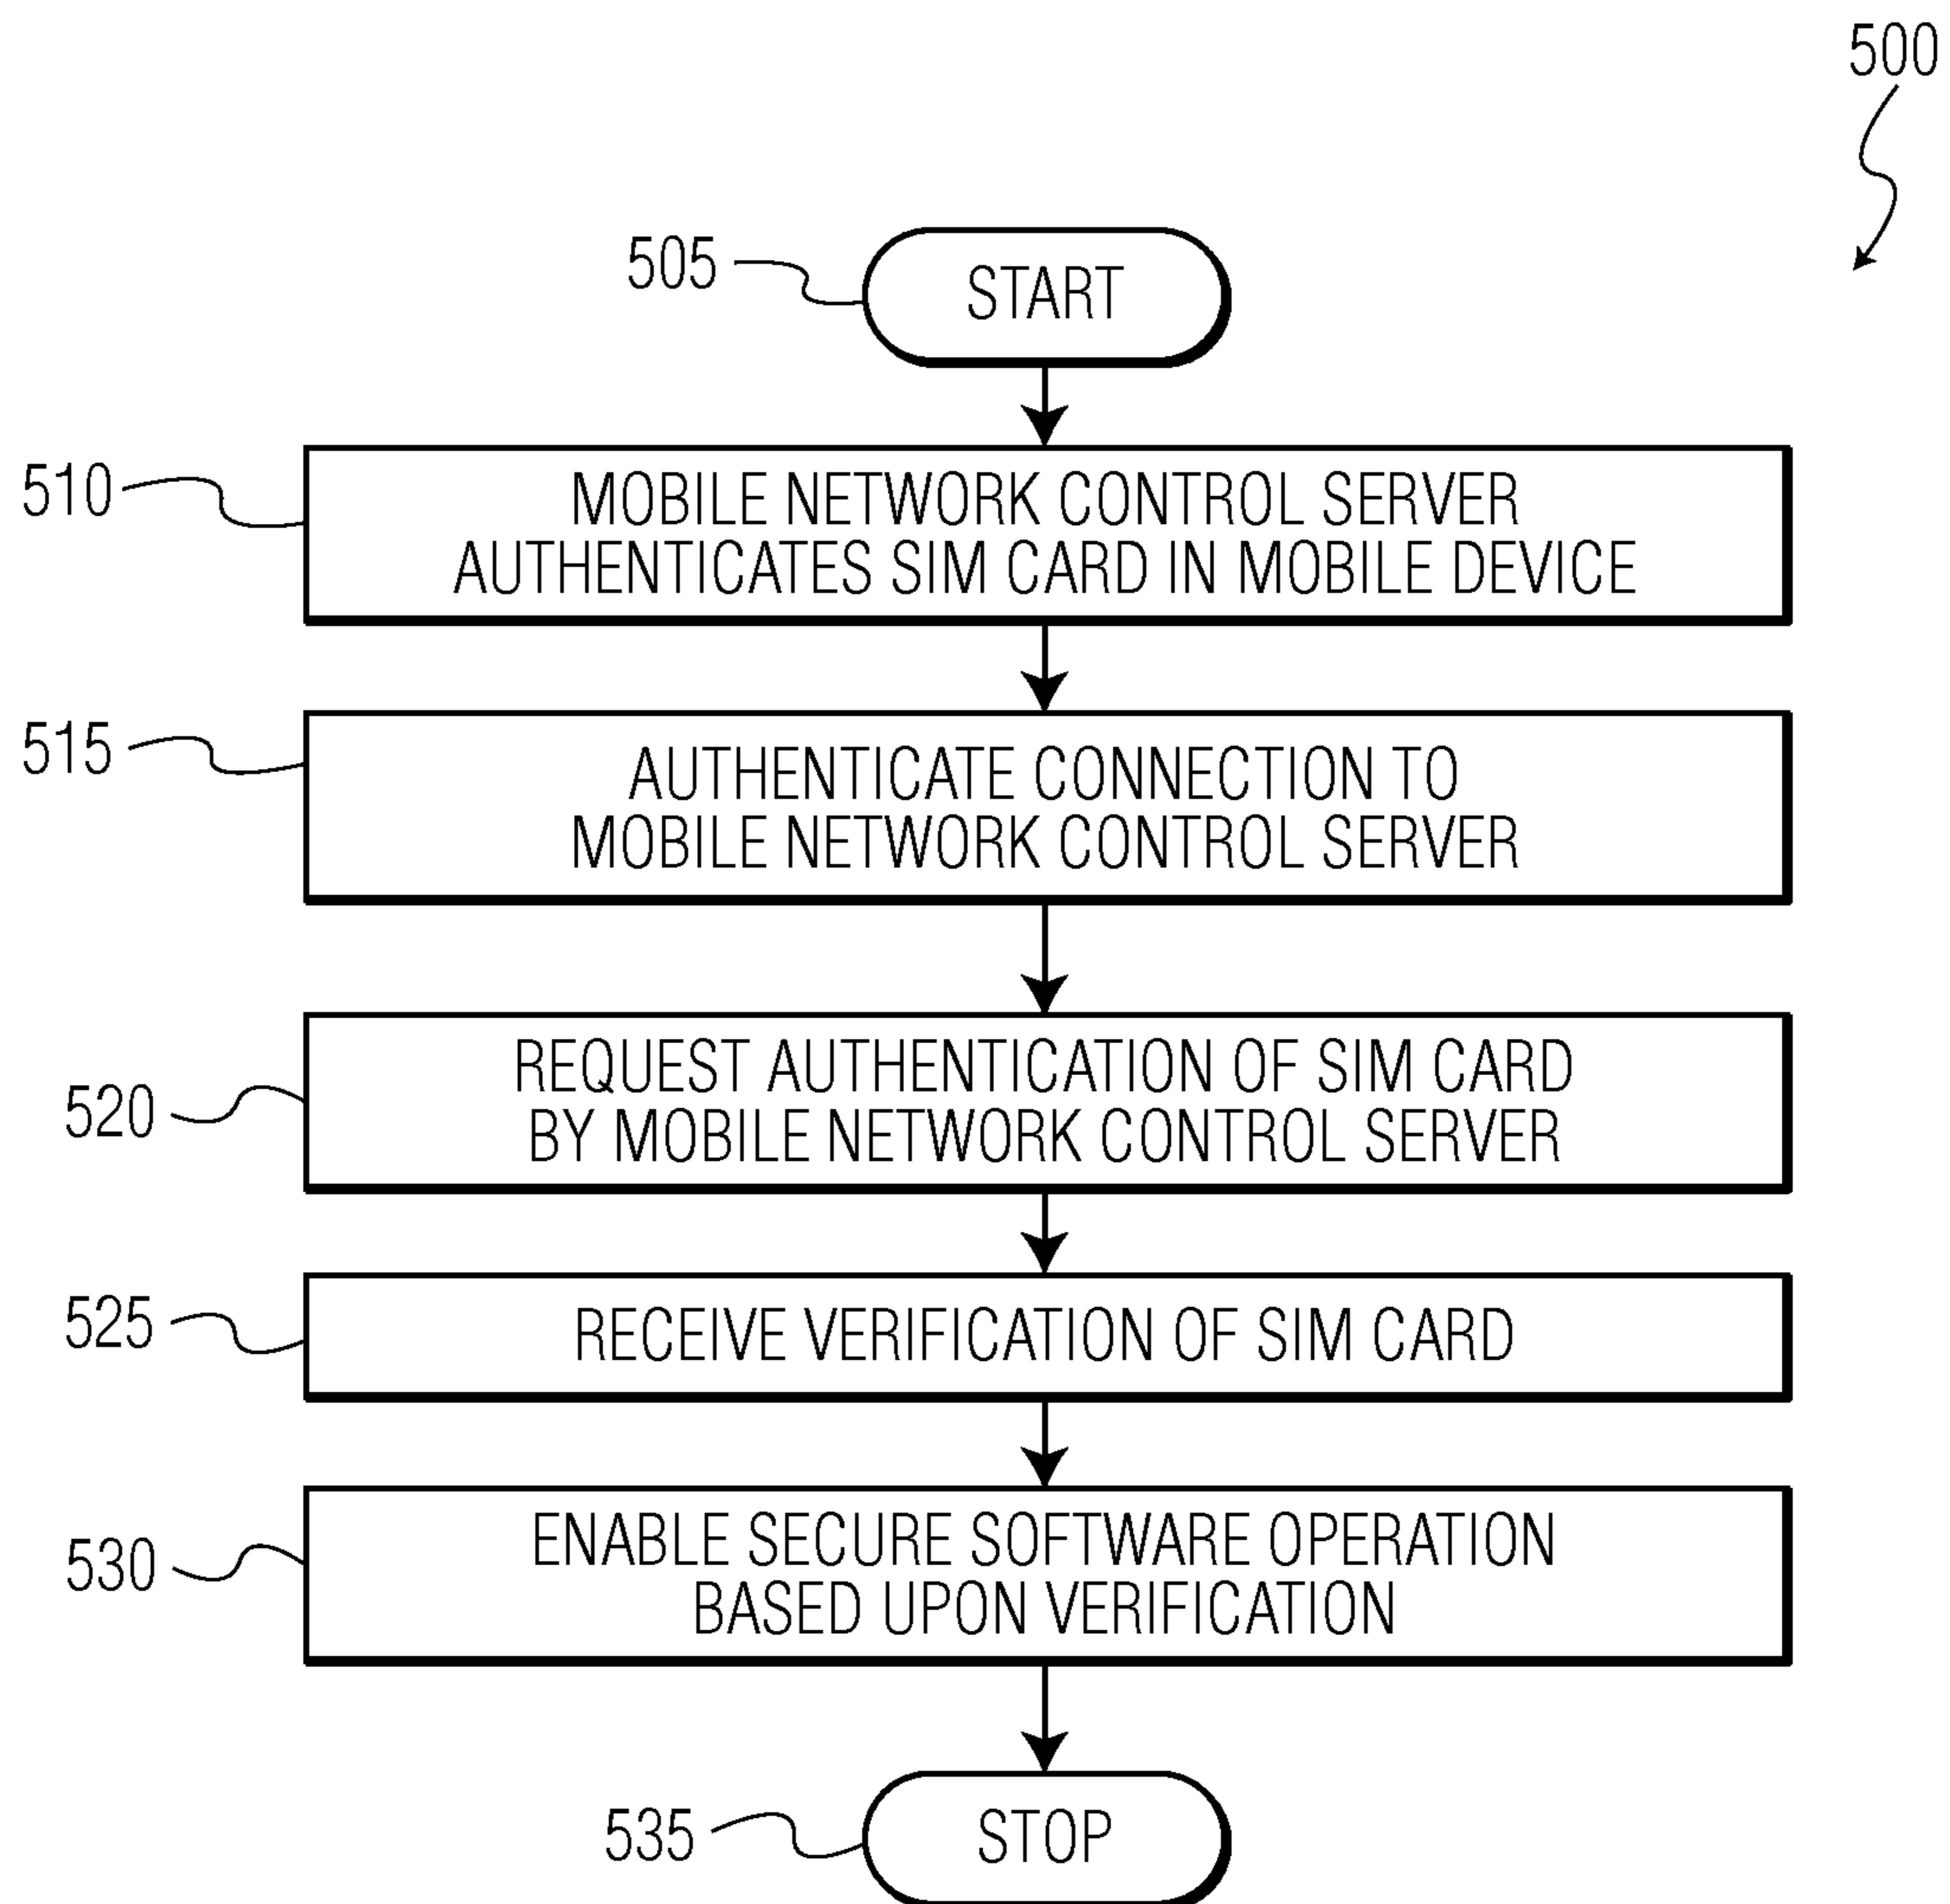 500
505
START
510
MOBILE NETWORK CONTROL SERVER
AUTHENTICATES SIM CARD IN MOBILE DEVICE
515
AUTHENTICATE CONNECTION TO
MOBILE NETWORK CONTROL SERVER
520
REQUEST AUTHENTICATION OF SIM CARD
BY MOBILE NETWORK CONTROL SERVER
525
RECEIVE VERIFICATION OF SIM CARD
530
ENABLE SECURE SOFTWARE OPERATION
BASED UPON VERIFICATION
535
STOP